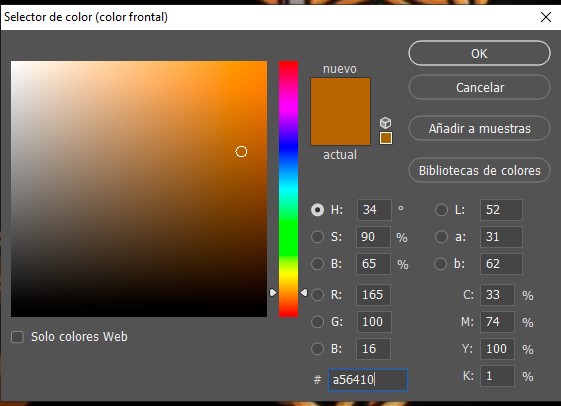 Selector de color (color frontal)
nuevo
actual
OK
Cancelar
Añadir a muestras
Bibliotecas de colores
H: 34 °
S: 90 %
B: 65 %
R: 165
G: 100
B: 16
# a56410
L: 52
a: 31
b: 62
C: 33 %
M: 74 %
Y: 100 %
K: 1 %
Solo colores Web